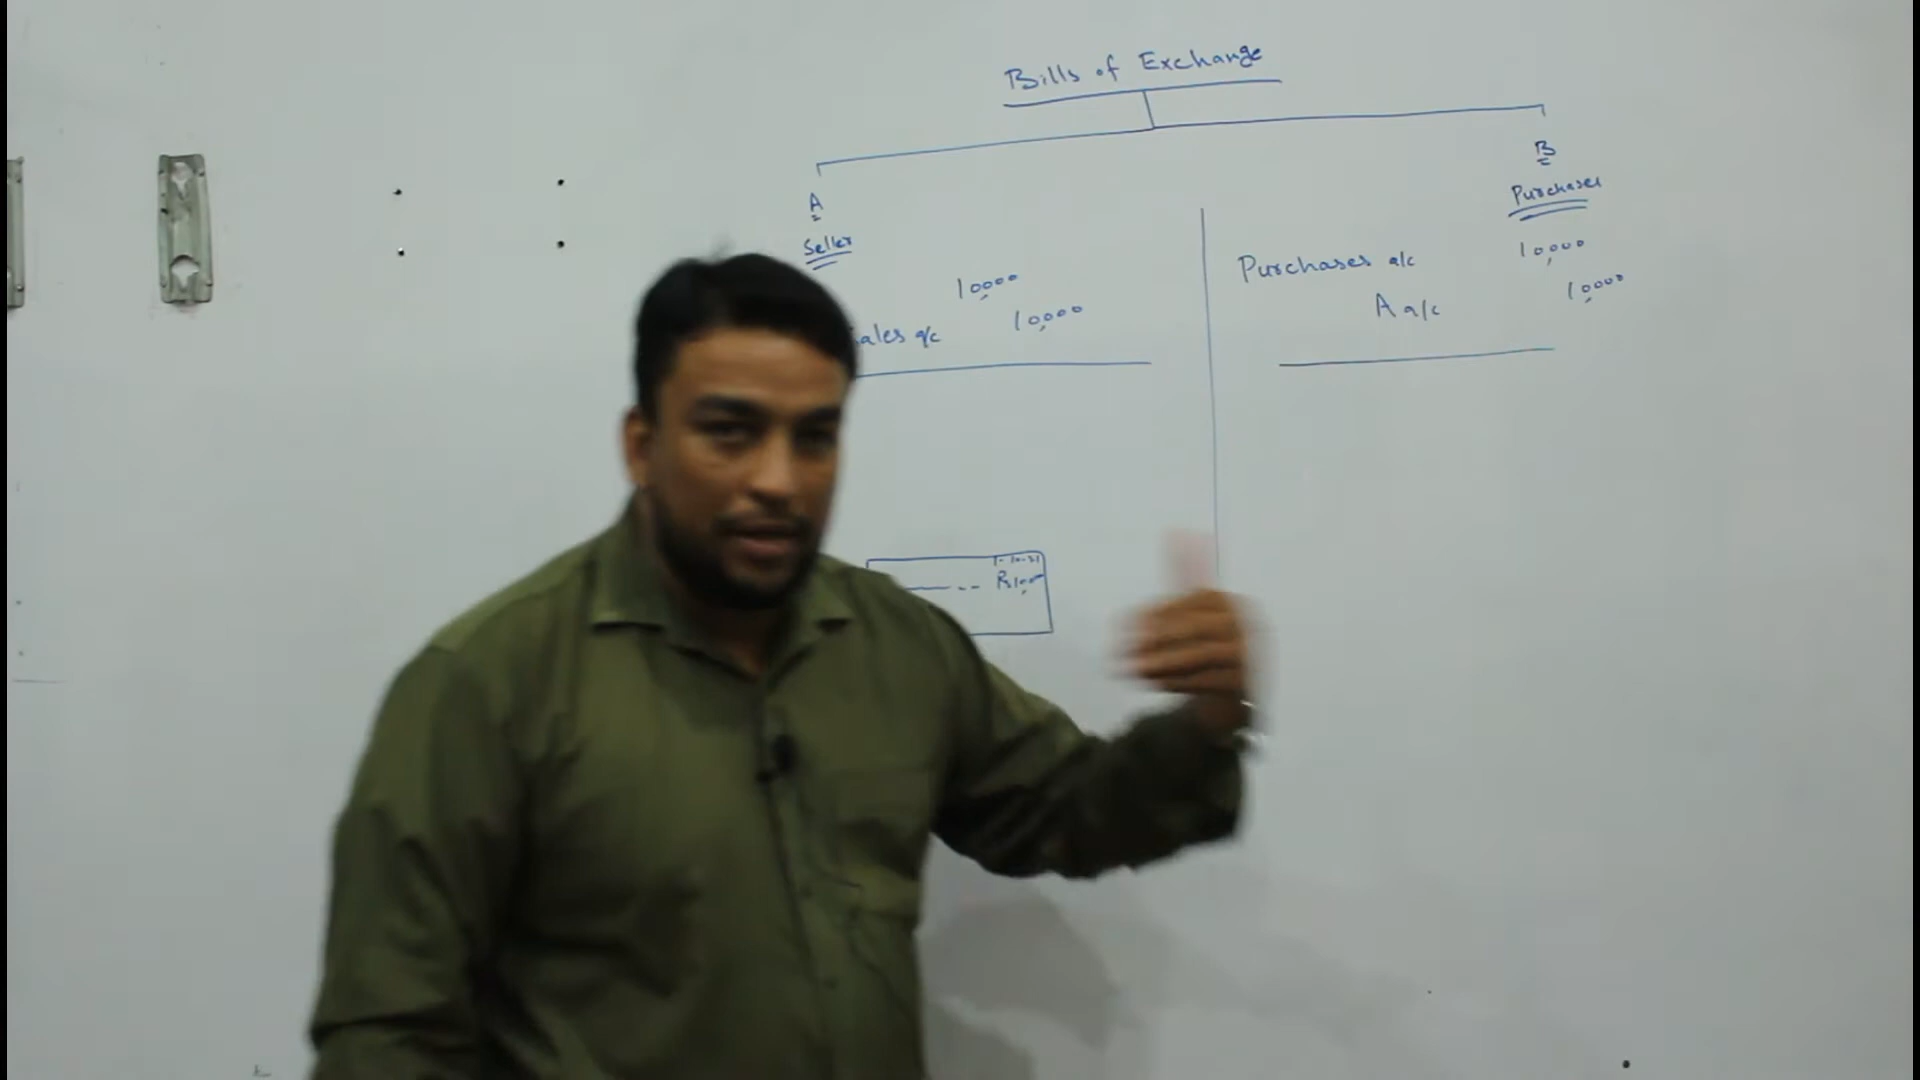 Bills of Exchange
A
Seller
10,000
ales a/c 10,000
B
Purchaser
Purchases a/c 10,000
A a/c 10,000